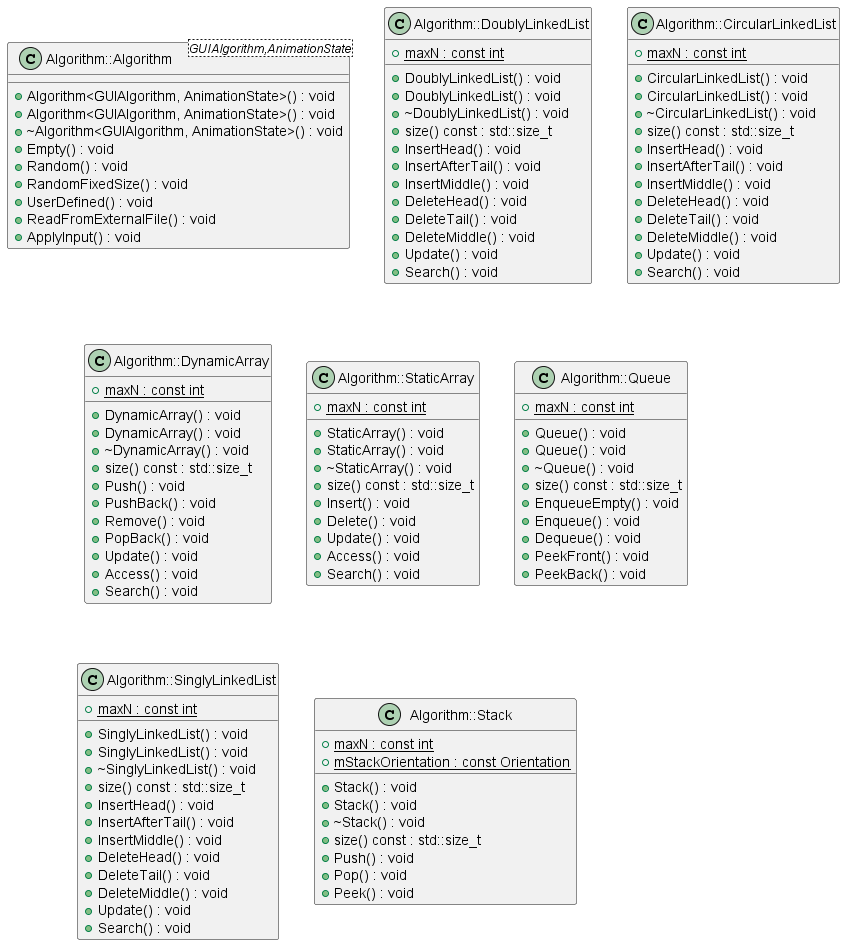 C Algorithm::Algorithm
GUIAlgorithm,AnimationState
Algorithm<GUIAlgorithm, AnimationState>() : void
Algorithm<GUIAlgorithm, AnimationState>() : void
~Algorithm<GUIAlgorithm, AnimationState>() : void
Empty() : void
Random() : void
RandomFixedSize() : void
UserDefined() : void
ReadFromExternalFile() : void
ApplyInput() : void
C Algorithm::DoublyLinkedList
maxN : const int
DoublyLinkedList() : void
DoublyLinkedList() : void
~DoublyLinkedList() : void
size() const : std::size_t
InsertHead() : void
InsertAfterTail() : void
InsertMiddle() : void
DeleteHead() : void
DeleteTail() : void
DeleteMiddle() : void
Update() : void
Search() : void
C Algorithm::CircularLinkedList
maxN : const int
CircularLinkedList() : void
CircularLinkedList() : void
~CircularLinkedList() : void
size() const : std::size_t
InsertHead() : void
InsertAfterTail() : void
InsertMiddle() : void
DeleteHead() : void
DeleteTail() : void
DeleteMiddle() : void
Update() : void
Search() : void
C Algorithm::DynamicArray
maxN : const int
DynamicArray() : void
DynamicArray() : void
~DynamicArray() : void
size() const : std::size_t
Push() : void
PushBack() : void
Remove() : void
PopBack() : void
Update() : void
Access() : void
Search() : void
C Algorithm::StaticArray
maxN : const int
StaticArray() : void
StaticArray() : void
~StaticArray() : void
size() const : std::size_t
Insert() : void
Delete() : void
Update() : void
Access() : void
Search() : void
C Algorithm::Queue
maxN : const int
Queue() : void
Queue() : void
~Queue() : void
size() const : std::size_t
EnqueueEmpty() : void
Enqueue() : void
Dequeue() : void
PeekFront() : void
PeekBack() : void
C Algorithm::SinglyLinkedList
maxN : const int
SinglyLinkedList() : void
SinglyLinkedList() : void
~SinglyLinkedList() : void
size() const : std::size_t
InsertHead() : void
InsertAfterTail() : void
InsertMiddle() : void
DeleteHead() : void
DeleteTail() : void
DeleteMiddle() : void
Update() : void
Search() : void
C Algorithm::Stack
maxN : const int
mStackOrientation : const Orientation
Stack() : void
Stack() : void
~Stack() : void
size() const : std::size_t
Push() : void
Pop() : void
Peek() : void